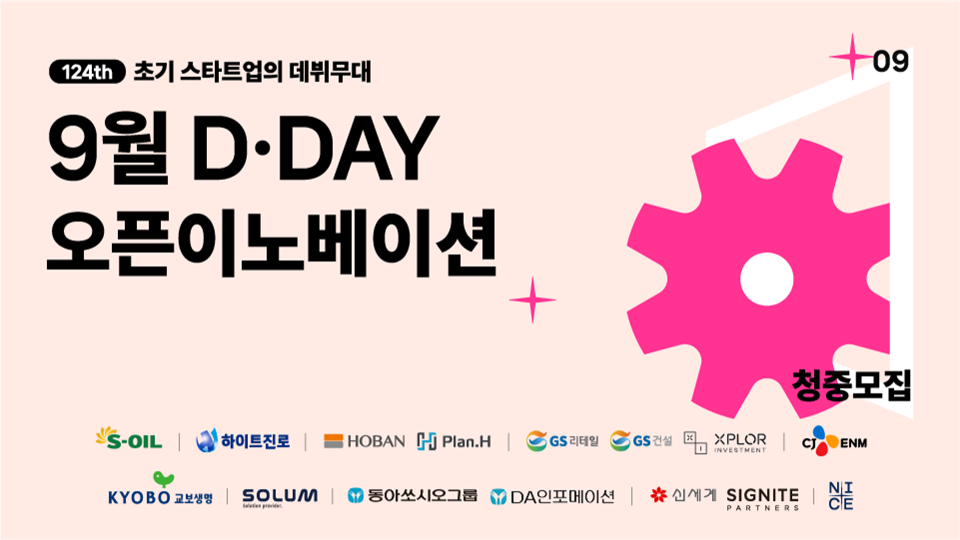 124th 초기 스타트업의 데뷔무대
09
9월 D·DAY
오픈이노베이션
청중모집
S-OIL 하이트진로 HOBAN Plan.H GS리테일 GS건설 XPLOR INVESTMENT CJ ENM
KYOBO 교보생명 SOLUM Solution provider. 동아쏘시오그룹 DA인포메이션 신세계 SIGNITE PARTNERS NICE